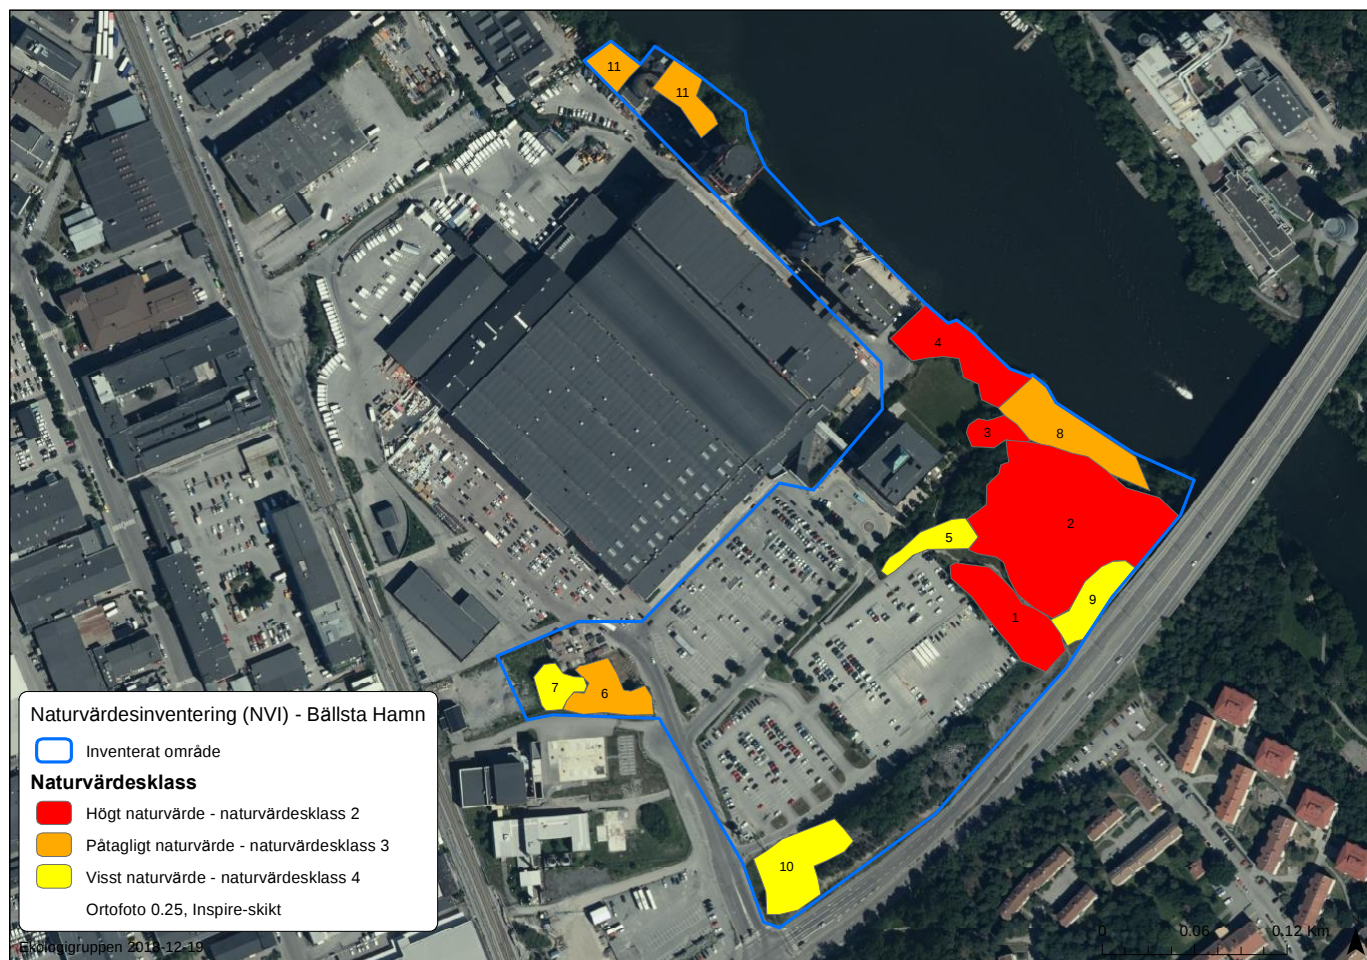 11
11
4
3
8
2
5
9
1
7
6
10
Naturvärdesinventering (NVI) - Bällsta Hamn
Inventerat område
Naturvärdesklass
Högt naturvärde - naturvärdesklass 2
Påtagligt naturvärde - naturvärdesklass 3
Visst naturvärde - naturvärdesklass 4
Ortofoto 0.25, Inspire-skikt
Ekologigruppen 2018-12-19
0 0.06 0.12 Km